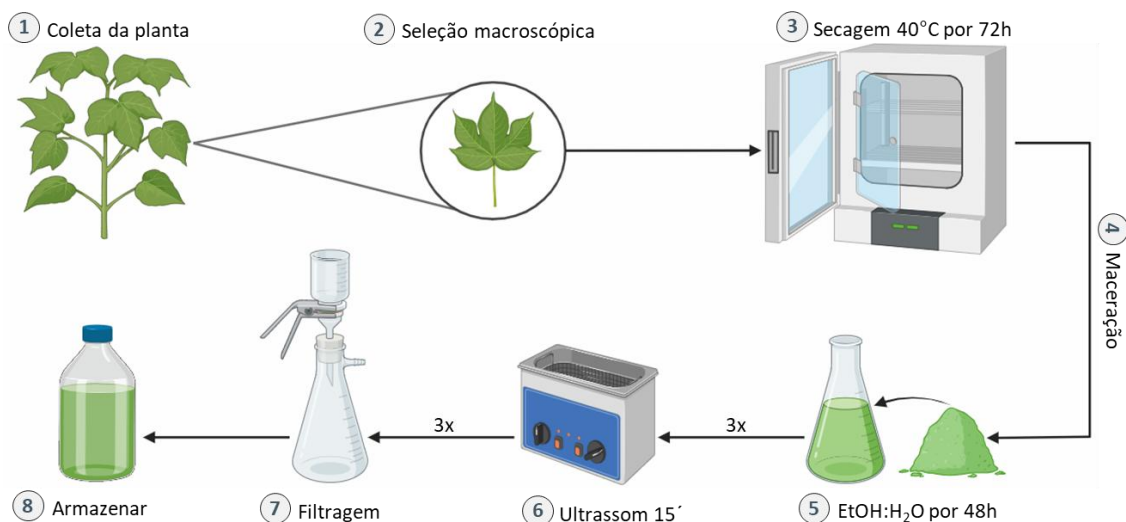 1 Coleta da planta
2 Seleção macroscópica
3 Secagem 40°C por 72h
4 Maceração
5 EtOH:H₂O por 48h
3x
6 Ultrassom 15´
3x
7 Filtragem
8 Armazenar